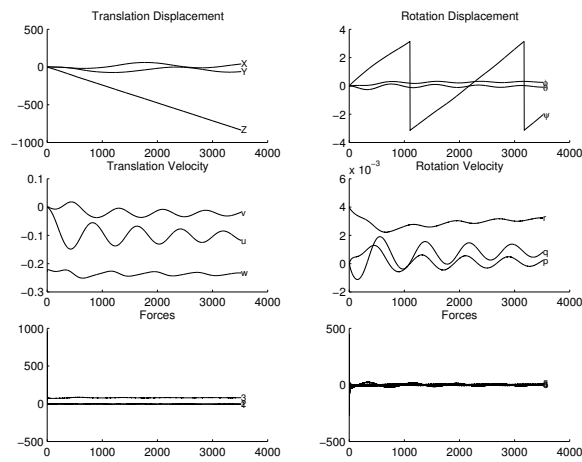 Translation Displacement
500
0
−500
−1000
0 1000 2000 3000 4000
X
Y
Z
Rotation Displacement
4
2
0
−2
−4
0 1000 2000 3000 4000
ψ
Translation Velocity
0.1
0
−0.1
−0.2
−0.3
0 1000 2000 3000 4000
v
u
w
Rotation Velocity
x 10⁻³
6
4
2
0
−2
0 1000 2000 3000 4000
r
q
p
Forces
1000
500
0
−500
0 1000 2000 3000 4000
3
Forces
500
0
−500
0 1000 2000 3000 4000